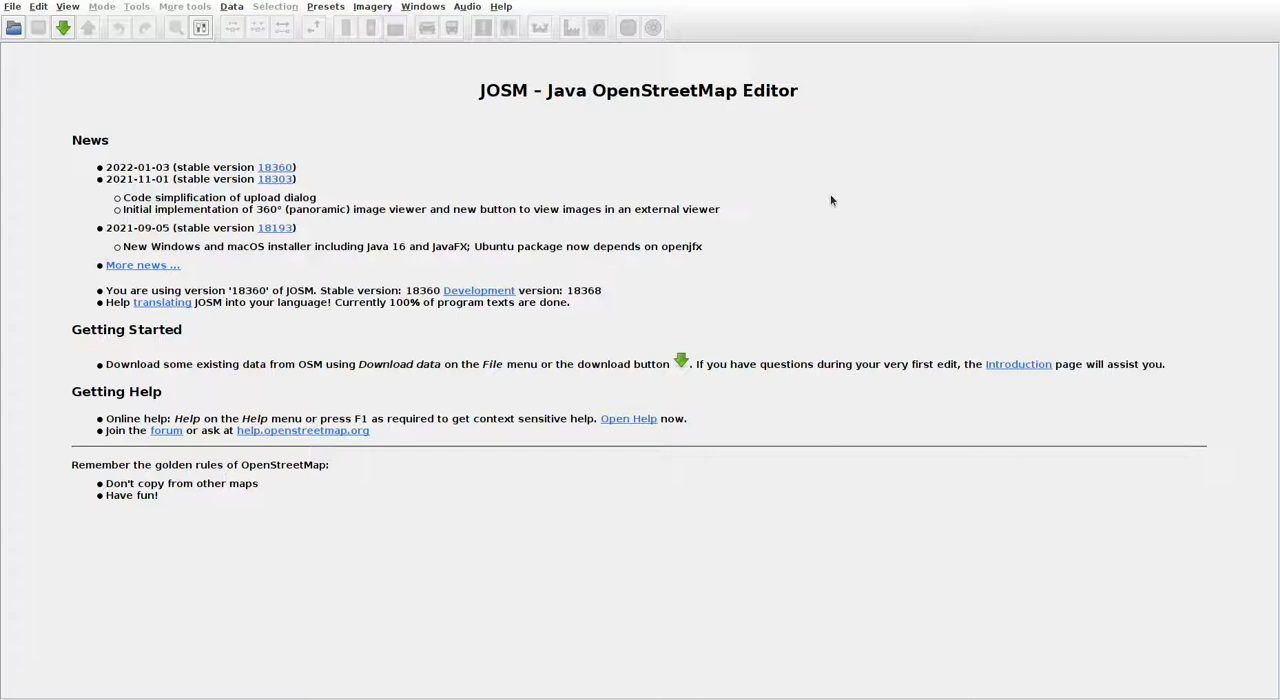 File Edit View Mode Tools More tools Data Selection Presets Imagery Windows Audio Help
JOSM – Java OpenStreetMap Editor
News
2022-01-03 (stable version 18360)
2021-11-01 (stable version 18303)
Code simplification of upload dialog
Initial implementation of 360° (panoramic) image viewer and new button to view images in an external viewer
2021-09-05 (stable version 18193)
New Windows and macOS installer including Java 16 and JavaFX; Ubuntu package now depends on openjfx
More news ...
You are using version '18360' of JOSM. Stable version: 18360 Development version: 18368
Help translating JOSM into your language! Currently 100% of program texts are done.
Getting Started
Download some existing data from OSM using Download data on the File menu or the download button . If you have questions during your very first edit, the Introduction page will assist you.
Getting Help
Online help: Help on the Help menu or press F1 as required to get context sensitive help. Open Help now.
Join the forum or ask at help.openstreetmap.org
Remember the golden rules of OpenStreetMap:
Don't copy from other maps
Have fun!